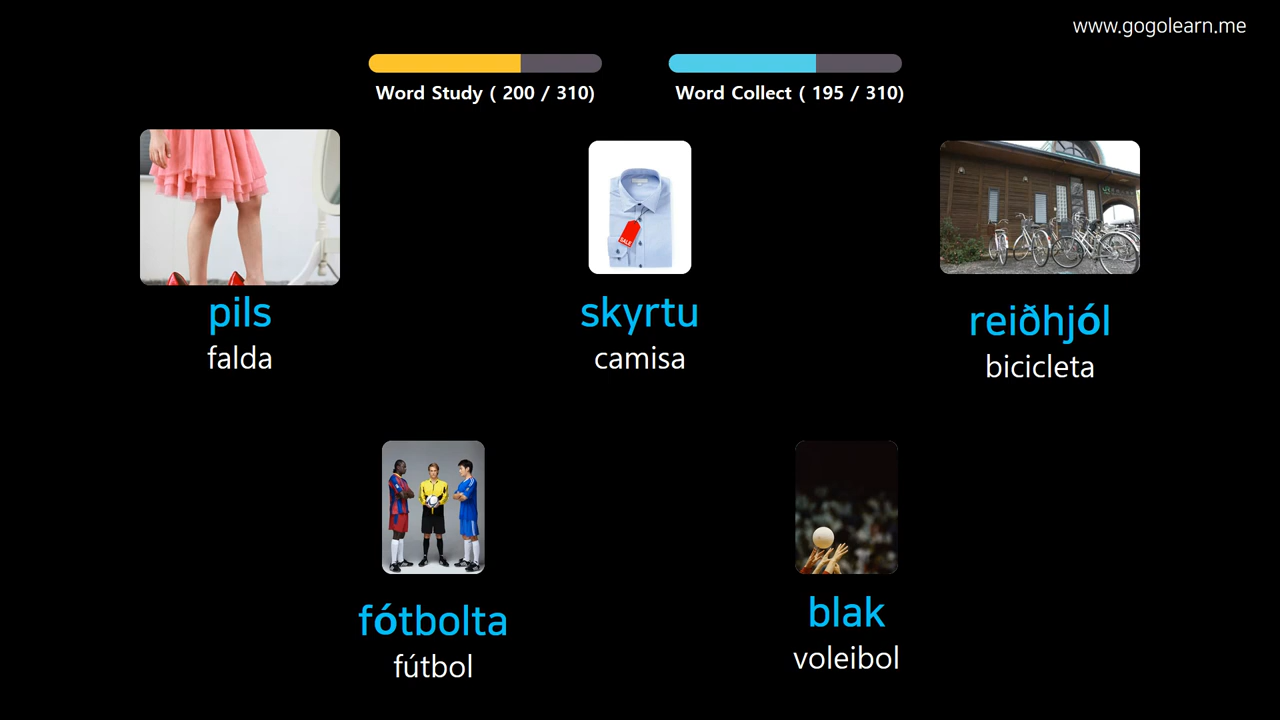 www.gogolearn.me
Word Study ( 200 / 310)
Word Collect ( 195 / 310)
pils
falda
skyrtu
camisa
reiðhjól
bicicleta
SALE
fótbolta
fútbol
blak
voleibol